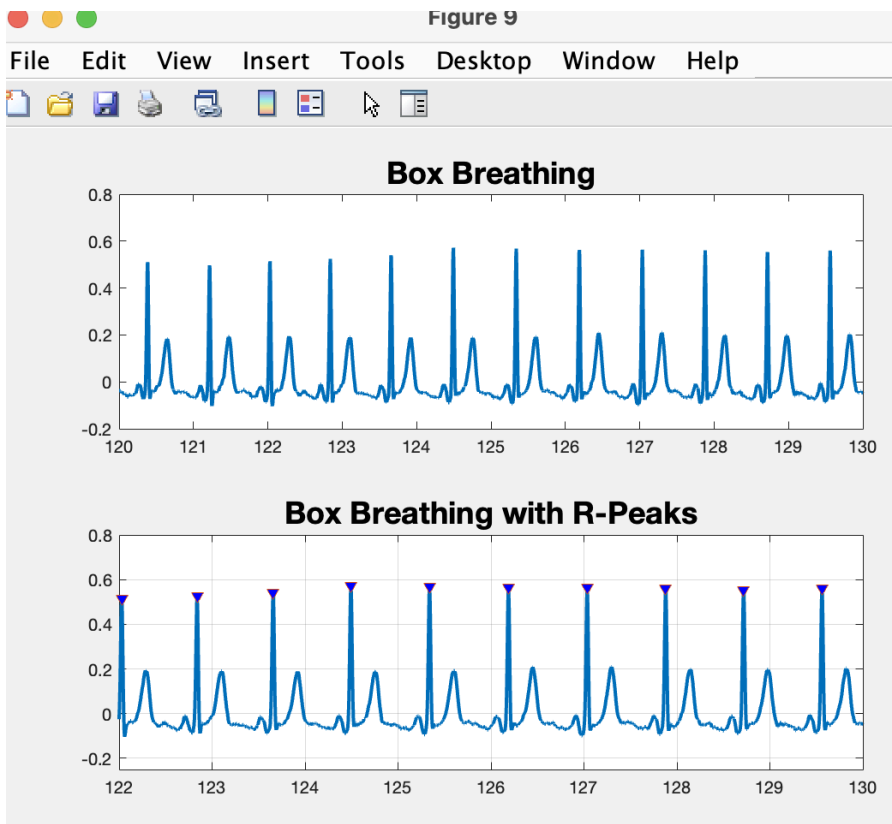 Figure 9
File Edit View Insert Tools Desktop Window Help
Box Breathing
0.8
0.6
0.4
0.2
0
-0.2
120 121 122 123 124 125 126 127 128 129 130
Box Breathing with R-Peaks
0.8
0.6
0.4
0.2
0
-0.2
122 123 124 125 126 127 128 129 130